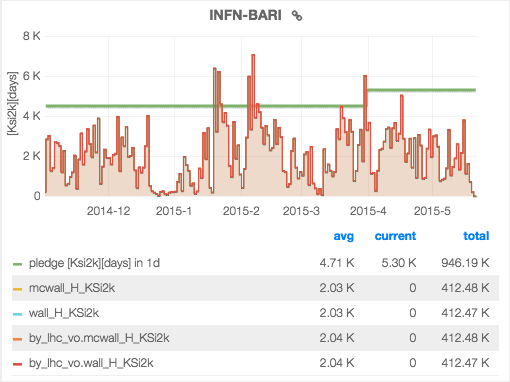 INFN-BARI
8 K
6 K
4 K
2 K
0
[Ksi2k][days]
2014-12 2015-1 2015-2 2015-3 2015-4 2015-5
avg current total
pledge [Ksi2k][days] in 1d 4.71 K 5.30 K 946.19 K
mcwall_H_KSi2k 2.03 K 0 412.48 K
wall_H_KSi2k 2.03 K 0 412.47 K
by_lhc_vo.mcwall_H_KSi2k 2.04 K 0 412.48 K
by_lhc_vo.wall_H_KSi2k 2.04 K 0 412.47 K